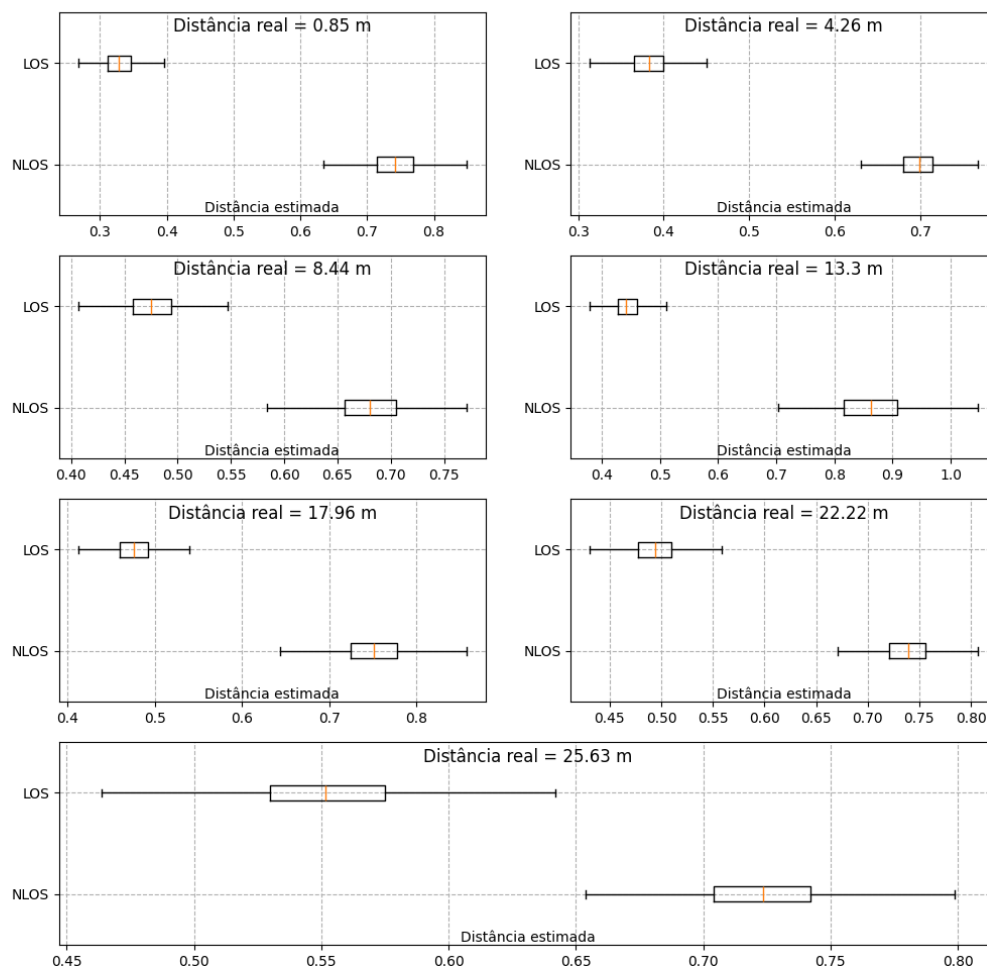 Distância real = 0.85 m
LOS
NLOS
Distância estimada
0.3 0.4 0.5 0.6 0.7 0.8
Distância real = 4.26 m
LOS
NLOS
Distância estimada
0.3 0.4 0.5 0.6 0.7
Distância real = 8.44 m
LOS
NLOS
Distância estimada
0.40 0.45 0.50 0.55 0.60 0.65 0.70 0.75
Distância real = 13.3 m
LOS
NLOS
Distância estimada
0.4 0.5 0.6 0.7 0.8 0.9 1.0
Distância real = 17.96 m
LOS
NLOS
Distância estimada
0.4 0.5 0.6 0.7 0.8
Distância real = 22.22 m
LOS
NLOS
Distância estimada
0.45 0.50 0.55 0.60 0.65 0.70 0.75 0.80
Distância real = 25.63 m
LOS
NLOS
Distância estimada
0.45 0.50 0.55 0.60 0.65 0.70 0.75 0.80